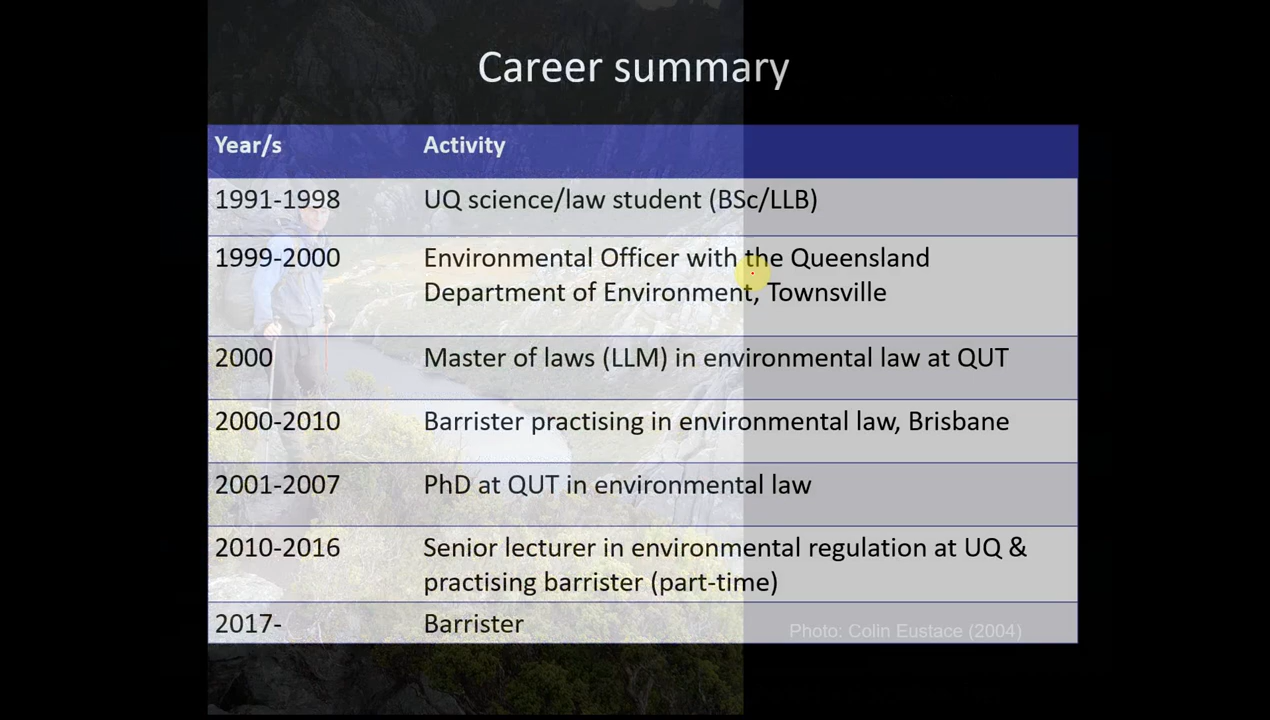 Career summary
Year/s Activity
1991-1998 UQ science/law student (BSc/LLB)
1999-2000 Environmental Officer with the Queensland
Department of Environment, Townsville
2000 Master of laws (LLM) in environmental law at QUT
2000-2010 Barrister practising in environmental law, Brisbane
2001-2007 PhD at QUT in environmental law
2010-2016 Senior lecturer in environmental regulation at UQ &
practising barrister (part-time)
2017- Barrister
Photo: Colin Eustace (2004)